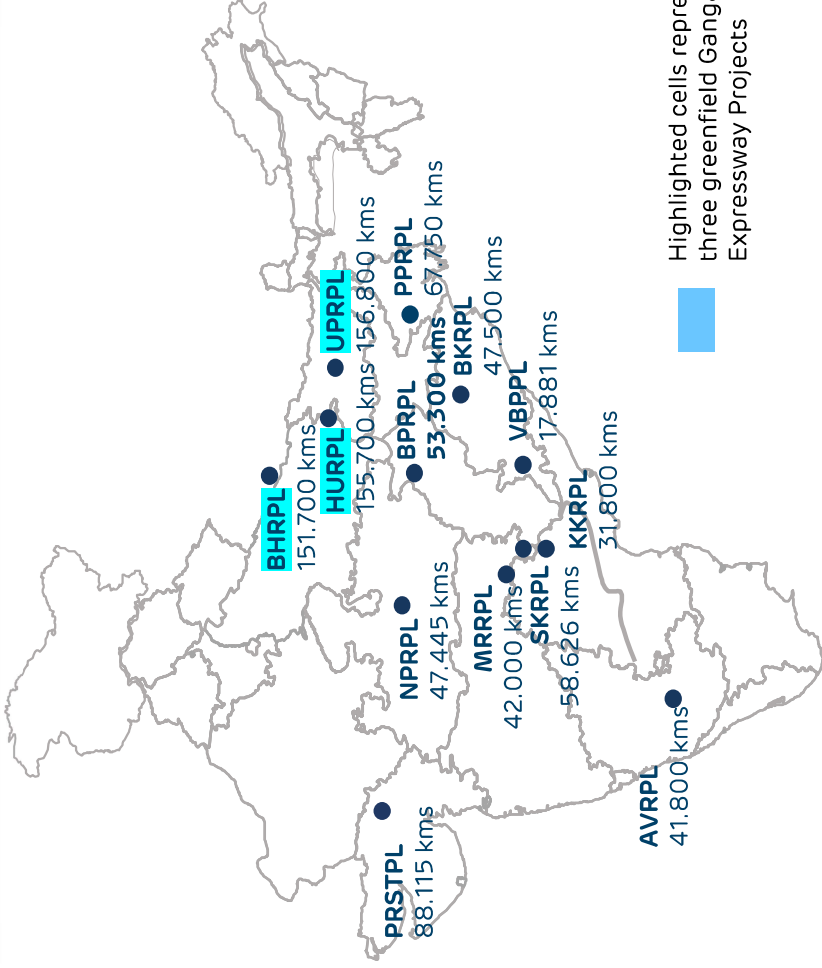 BHRPL
151.700 kms
HURPL
155.700 kms
UPRPL
156.800 kms
PPRPL
67.750 kms
BPRPL
53.300 kms
BKRPL
47.500 kms
VBPPL
17.881 kms
KKRPL
31.800 kms
NPRPL
47.445 kms
MRRPL
42.000 kms
SKRPL
58.626 kms
PRSTPL
88.115 kms
AVRPL
41.800 kms
Highlighted cells repre
three greenfield Gang
Expressway Projects